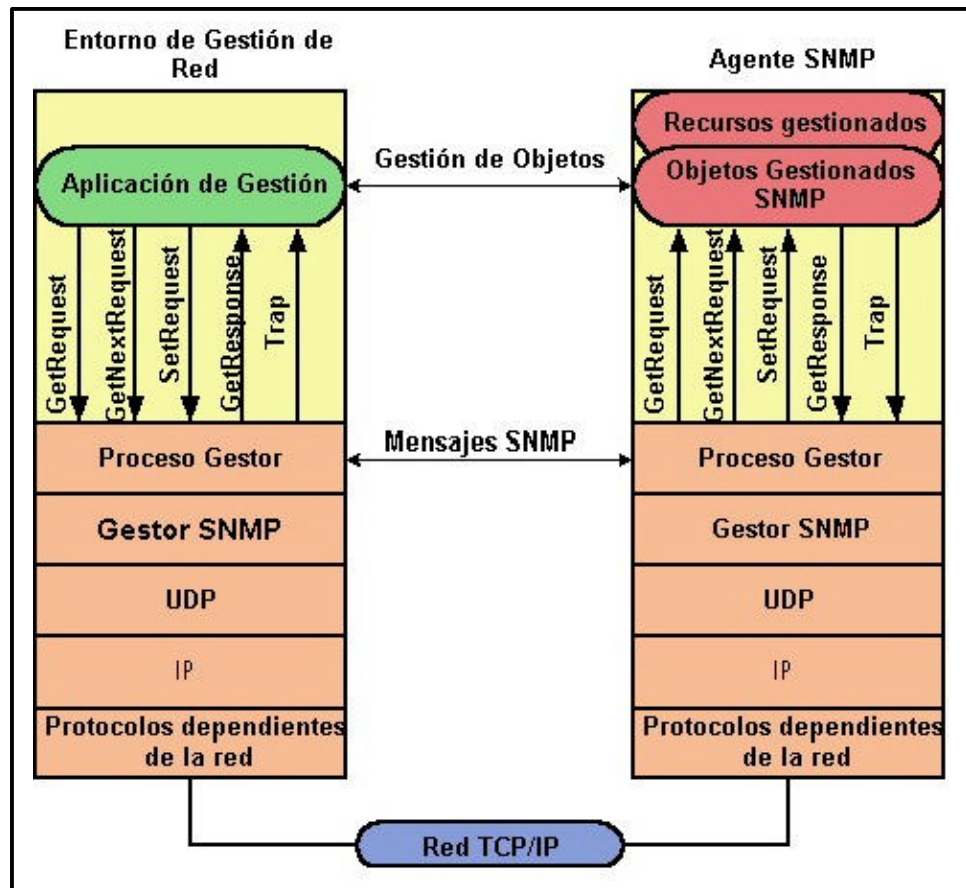 Entorno de Gestión de
Red
Agente SNMP
Recursos gestionados
Aplicación de Gestión
Gestión de Objetos
Objetos Gestionados
SNMP
GetRequest
GetNextRequest
SetRequest
GetResponse
Trap
GetRequest
GetNextRequest
SetRequest
GetResponse
Trap
Proceso Gestor
Mensajes SNMP
Proceso Gestor
Gestor SNMP
Gestor SNMP
UDP
UDP
IP
IP
Protocolos dependientes
de la red
Protocolos dependientes
de la red
Red TCP/IP